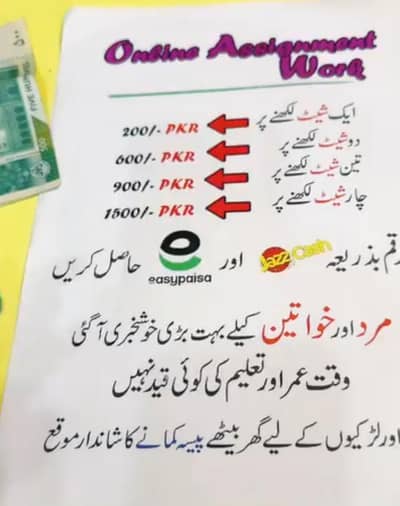 Online Assignment
Work
ایک شیٹ لکھنے پر 200/- PKR
دو شیٹ لکھنے پر 600/- PKR
تین شیٹ لکھنے پر 900/- PKR
چار شیٹ لکھنے پر 1500/- PKR
رقم بذریعہ JazzCash اور easypaisa حاصل کریں
مرد اور خواتین کیلے بہت بڑی خوشخبری آ گئی
وقت عمر اور تعلیم کی کوئی قید نہیں
اور لڑکیوں کے لیے گھر بیٹھے پیسہ کمانے کا شاندار موقع
۵۰۰